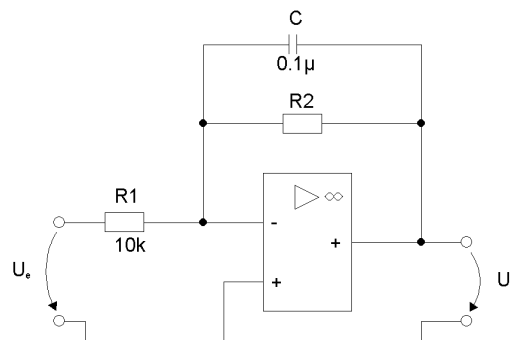 C
0.1µ
R2
R1
10k
▷ ∞
-
+
+
Uₑ
U